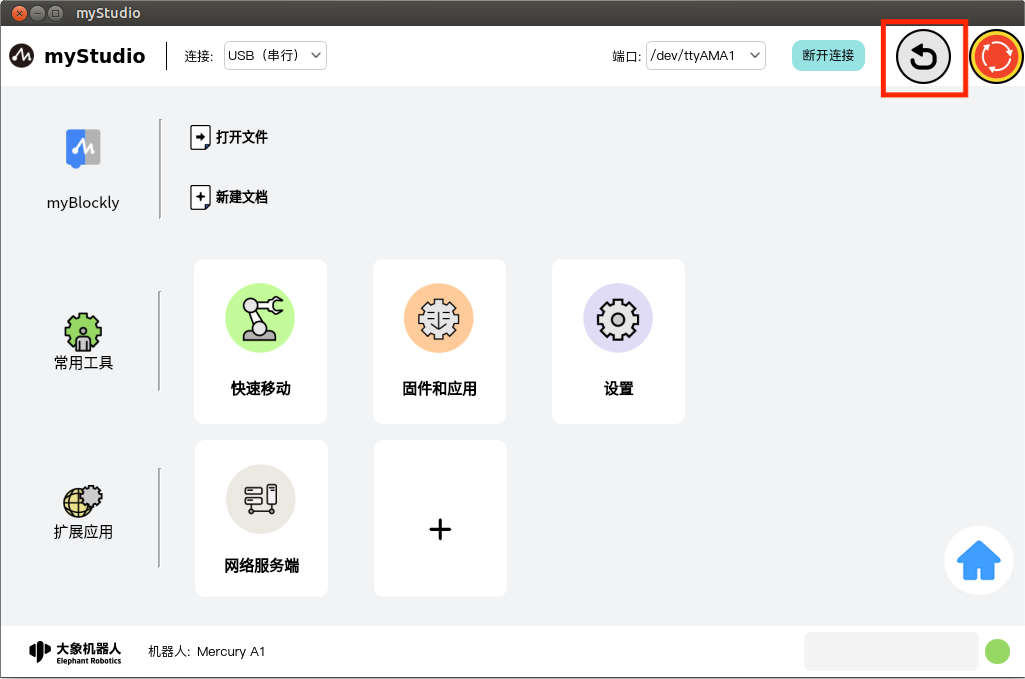 myStudio
myStudio 连接: USB（串行） 端口: /dev/ttyAMA1 断开连接
打开文件
新建文档
myBlockly
快速移动 固件和应用 设置
常用工具
网络服务端
扩展应用
大象机器人
Elephant Robotics
机器人: Mercury A1